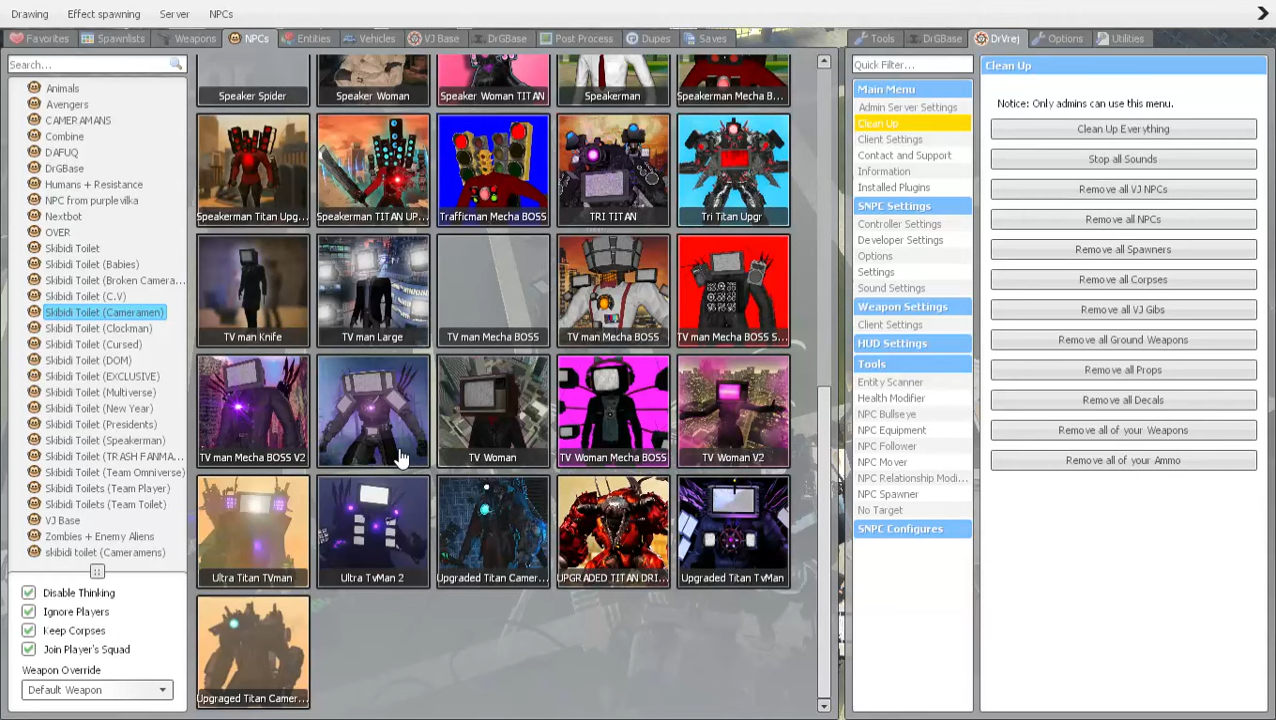 Drawing Effect spawning Server NPCs
Favorites Spawnlists Weapons NPCs Entities Vehicles VJ Base DrGBase Post Process Dupes Saves
Search...
Animals
Avengers
CAMER AMANS
Combine
DAFUQ
DrGBase
Humans + Resistance
NPC from purplevilka
Nextbot
OVER
Skibidi Toilet
Skibidi Toilet (Babies)
Skibidi Toilet (Broken Camera...
Skibidi Toilet (C.V)
Skibidi Toilet (Cameramen)
Skibidi Toilet (Clockman)
Skibidi Toilet (Cursed)
Skibidi Toilet (DOM)
Skibidi Toilet (EXCLUSIVE)
Skibidi Toilet (Multiverse)
Skibidi Toilet (New Year)
Skibidi Toilet (Presidents)
Skibidi Toilet (Speakerman)
Skibidi Toilet (TRASH FANMA...
Skibidi Toilet (Team Omniverse)
Skibidi Toilets (Team Player)
Skibidi Toilets (Team Toilet)
VJ Base
Zombies + Enemy Aliens
skibidi toilet (Cameramens)
Disable Thinking
Ignore Players
Keep Corpses
Join Player's Squad
Weapon Override
Default Weapon
Speaker Spider Speaker Woman Speaker Woman TITAN Speakerman Speakerman Mecha B...
Speakerman Titan Upg... Speakerman TITAN UP... Trafficman Mecha BOSS TRI TITAN Tri Titan Upgr
TV man Knife TV man Large TV man Mecha BOSS TV man Mecha BOSS TV man Mecha BOSS S...
TV man Mecha BOSS V2 TV Woman TV Woman Mecha BOSS TV Woman V2
Ultra Titan TVman Ultra TvMan 2 Upgraded Titan Camer... UPGRADED TITAN DRI... Upgraded Titan TvMan
Upgraged Titan Camer...
Tools DrGBase DrVrej Options Utilities
Quick Filter...
Main Menu
Admin Server Settings
Clean Up
Client Settings
Contact and Support
Information
Installed Plugins
SNPC Settings
Controller Settings
Developer Settings
Options
Settings
Sound Settings
Weapon Settings
Client Settings
HUD Settings
Tools
Entity Scanner
Health Modifier
NPC Bullseye
NPC Equipment
NPC Follower
NPC Mover
NPC Relationship Modi...
NPC Spawner
No Target
SNPC Configures
Clean Up
Notice: Only admins can use this menu.
Clean Up Everything
Stop all Sounds
Remove all VJ NPCs
Remove all NPCs
Remove all Spawners
Remove all Corpses
Remove all VJ Gibs
Remove all Ground Weapons
Remove all Props
Remove all Decals
Remove all of your Weapons
Remove all of your Ammo